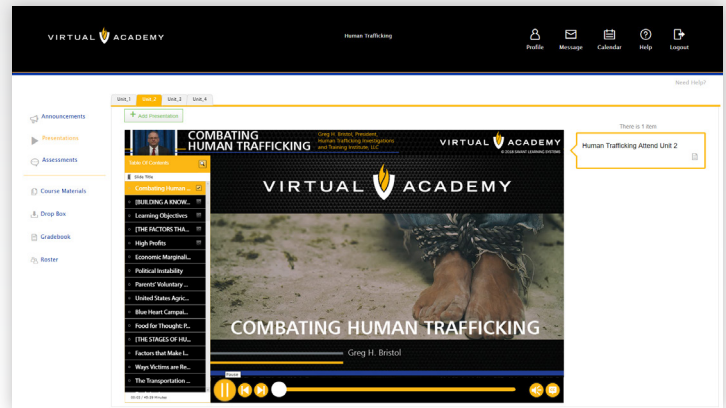 VIRTUAL ACADEMY
Human Trafficking
Profile
Message
Calendar
Help
Logout
Need Help?
Unit_1
Unit_2
Unit_3
Unit_4
Announcements
Presentations
Assessments
Course Materials
Drop Box
Gradebook
Roster
+ Add Presentation
COMBATING
HUMAN TRAFFICKING
Greg H. Bristol, President,
Human Trafficking Investigations
and Training Institute, LLC
VIRTUAL ACADEMY
© 2018 SAVANT LEARNING SYSTEMS
Table Of Contents
Slide Title
Combating Human ...
[BUILDING A KNOW...
Learning Objectives
[THE FACTORS THA...
High Profits
Economic Marginali...
Political Instability
Parents' Voluntary ...
United States Agric...
Blue Heart Campai...
Food for Thought: P...
[THE STAGES OF HU...
Factors that Make I...
Ways Victims are Re...
The Transportation ...
VIRTUAL ACADEMY
COMBATING HUMAN TRAFFICKING
Greg H. Bristol
Pause
There is 1 item
Human Trafficking Attend Unit 2